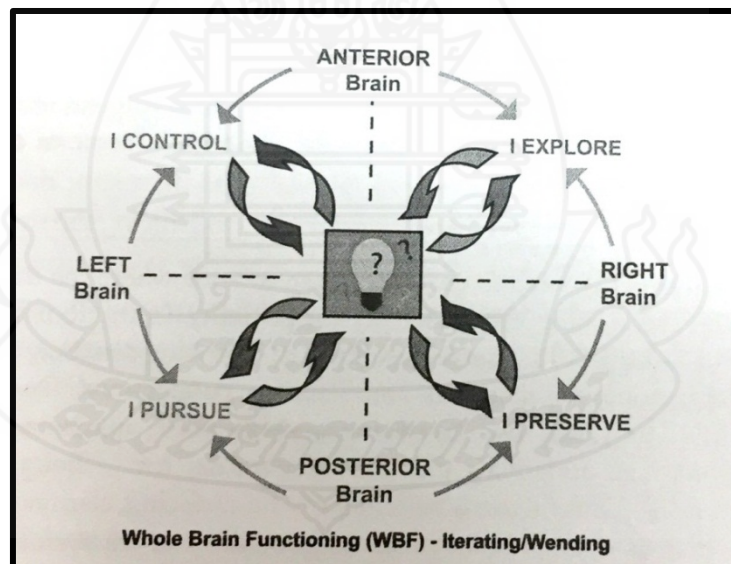 ANTERIOR
Brain
I CONTROL
I EXPLORE
?
?
LEFT
Brain
RIGHT
Brain
I PURSUE
I PRESERVE
POSTERIOR
Brain
Whole Brain Functioning (WBF) - Iterating/Wending